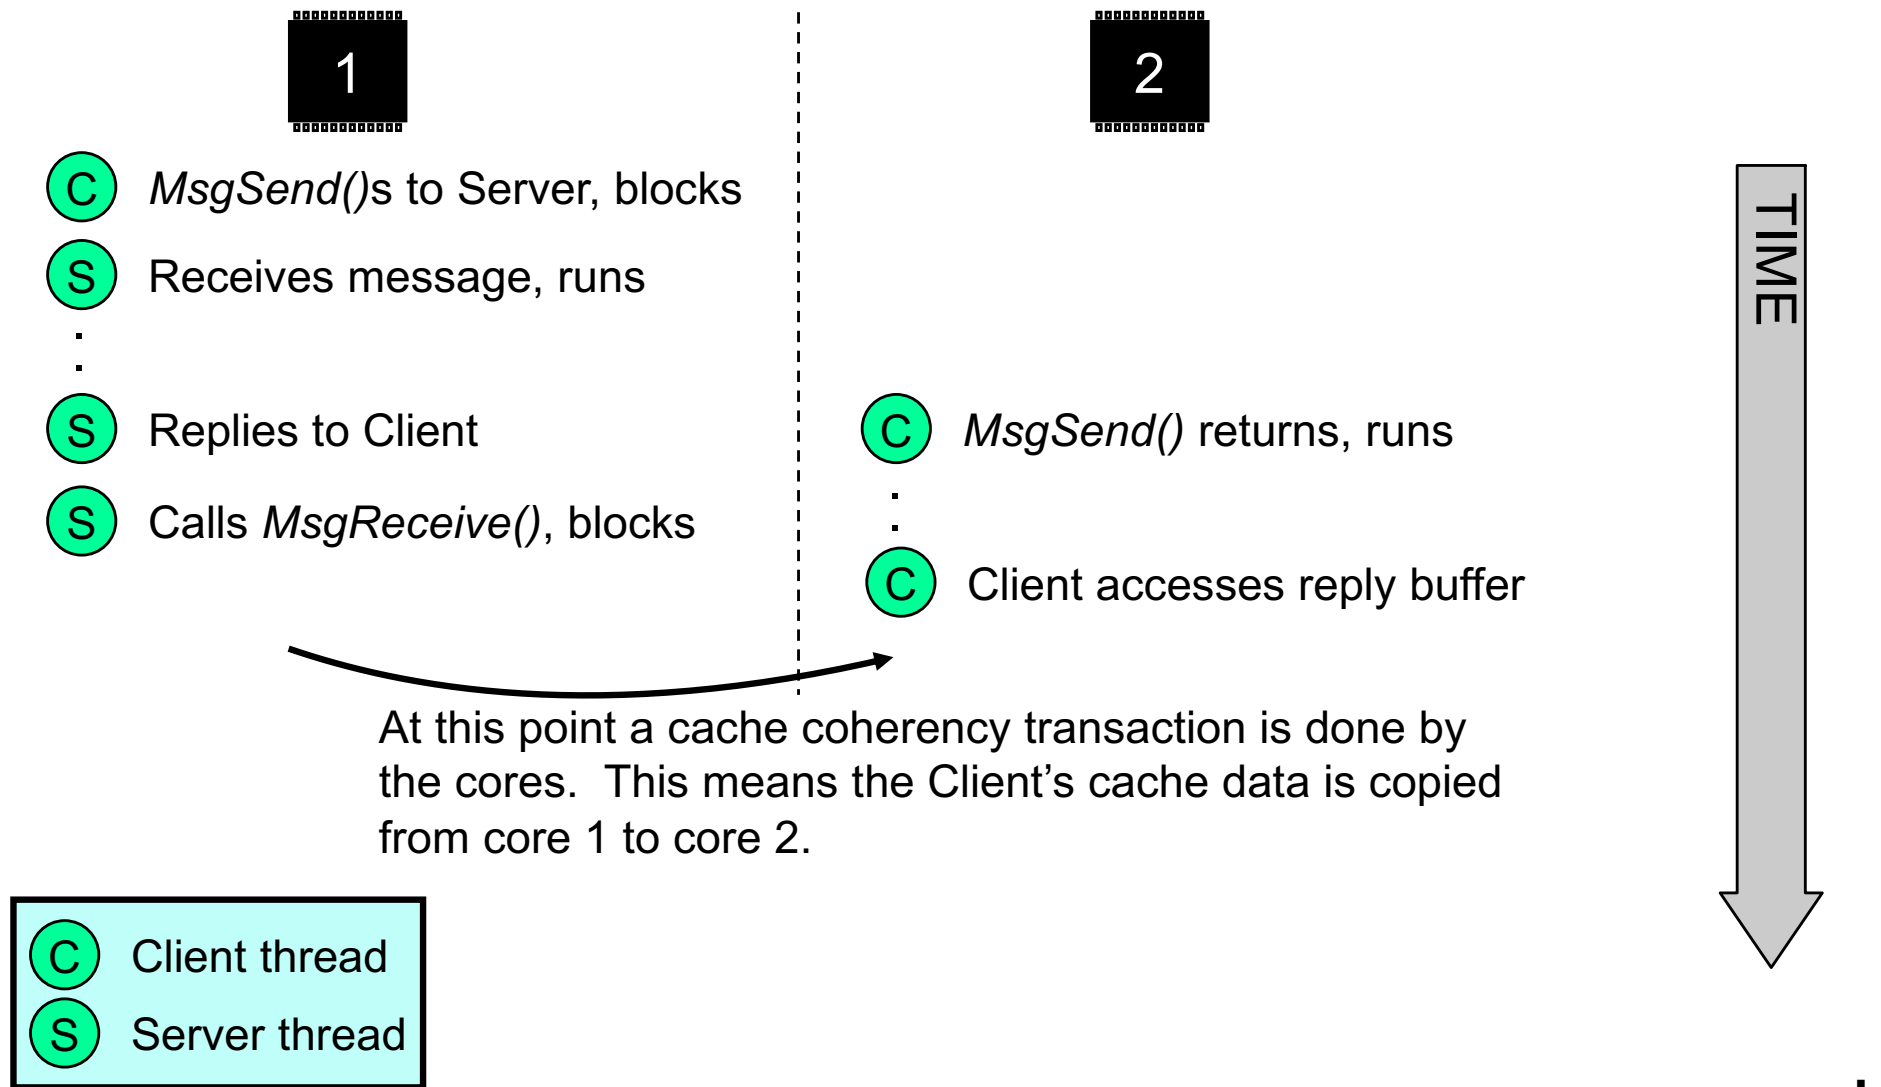 1
2
C MsgSend()s to Server, blocks
S Receives message, runs
S Replies to Client
C MsgSend() returns, runs
S Calls MsgReceive(), blocks
C Client accesses reply buffer
TIME
At this point a cache coherency transaction is done by
the cores.  This means the Client’s cache data is copied
from core 1 to core 2.
C Client thread
S Server thread